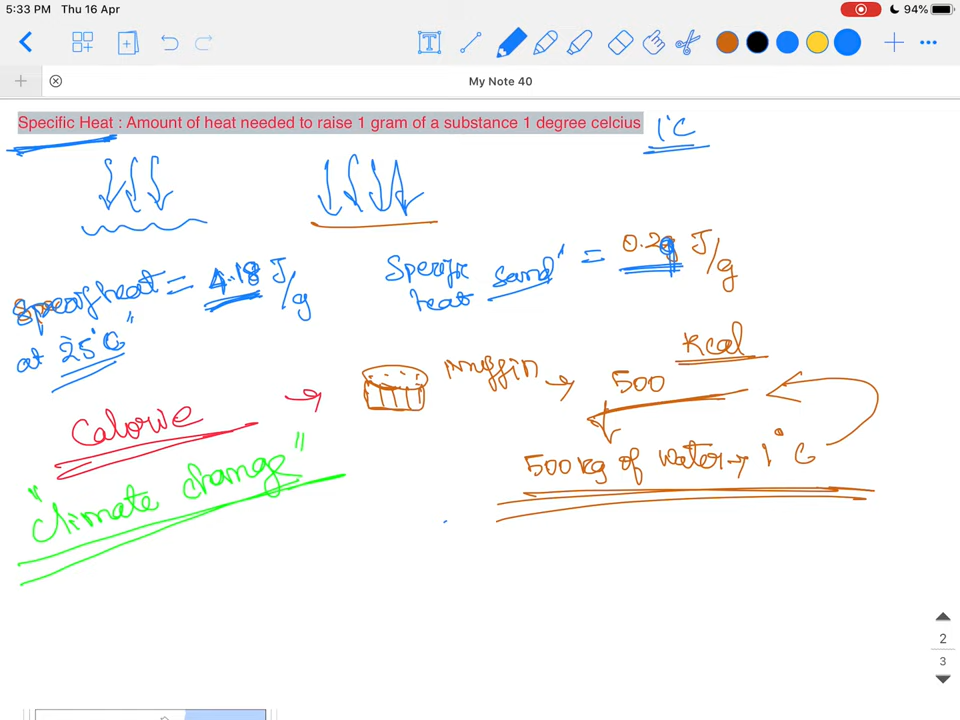 5:33 PM Thu 16 Apr
94%
My Note 40
Specific Heat : Amount of heat needed to raise 1 gram of a substance 1 degree celcius
1°C
Specific heat = 4.18 J/g
at 25°C"
Specific heat sand" = J/g
Kcal
muffin → 500
Calorie →
500 kg of water → 1°C
"Climate change"
2
3